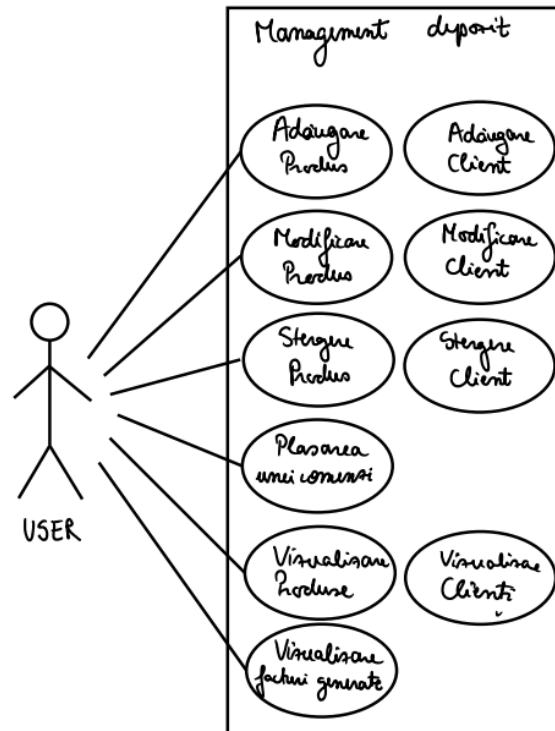 Management depozit
Adăugare
Produs
Adăugare
Client
Modificare
Produs
Modificare
Client
Stergere
Produs
Stergere
Client
Plasarea
unei comenzi
Vizualizare
Produse
Vizualizare
Clienți
Vizualizare
facturi generate
USER